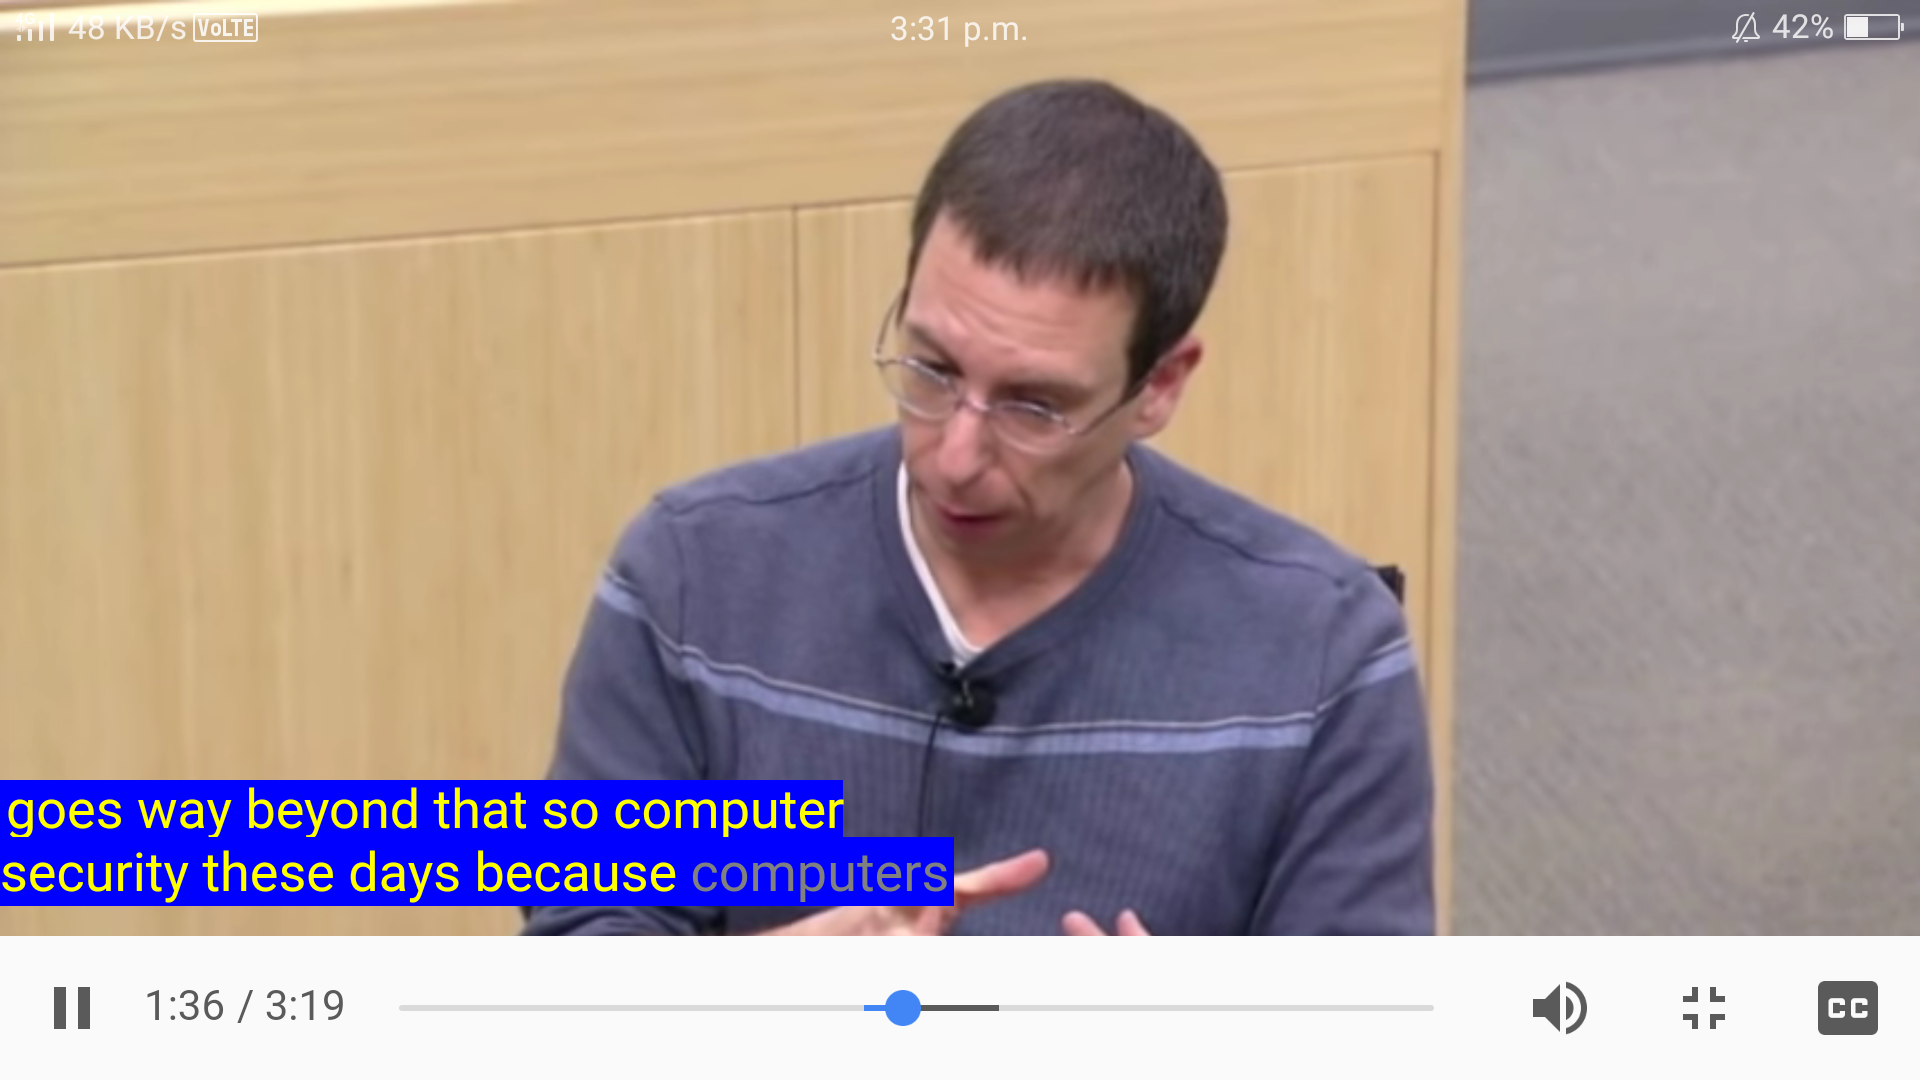 4G 48 KB/s VoLTE 3:31 p.m. 42%
goes way beyond that so computer
security these days because computers
1:36 / 3:19 CC